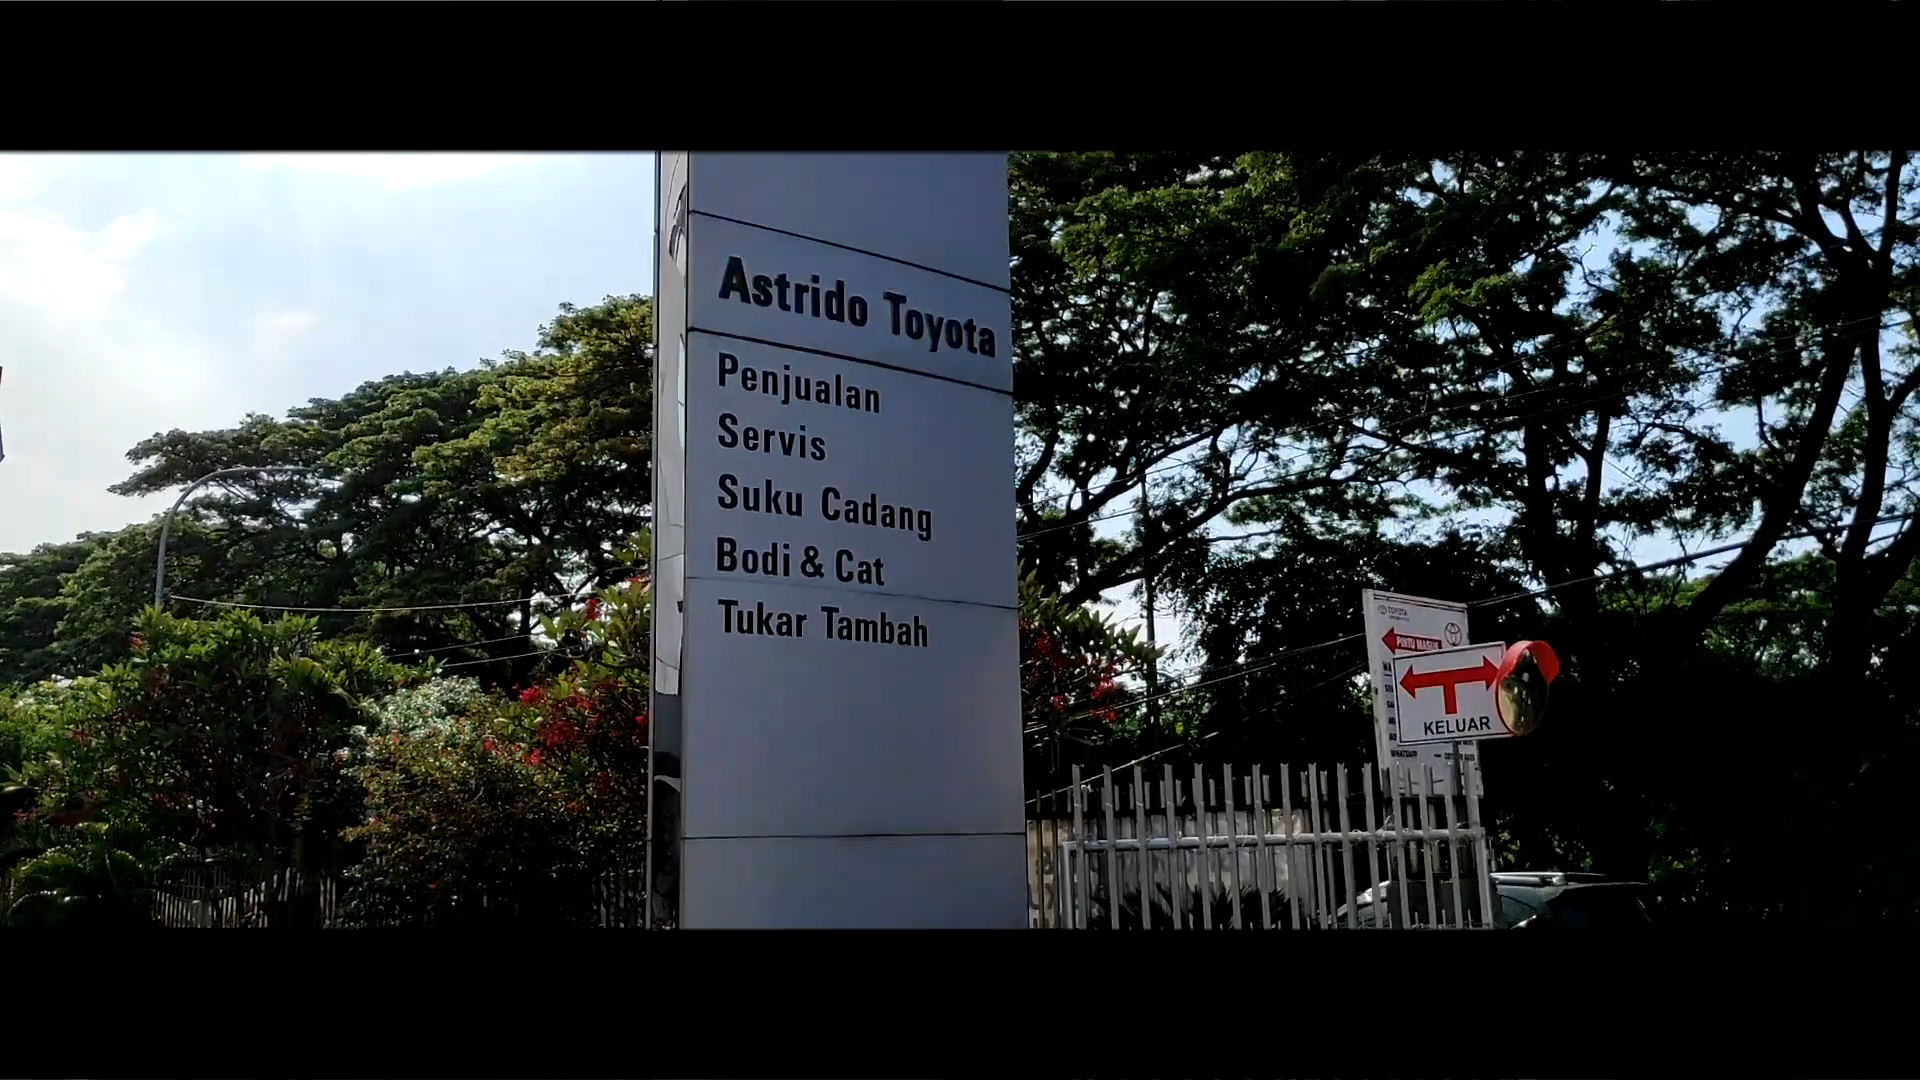 Astrido Toyota
Penjualan
Servis
Suku Cadang
Bodi & Cat
Tukar Tambah
TOYOTA
PINTU MASUK
KELUAR